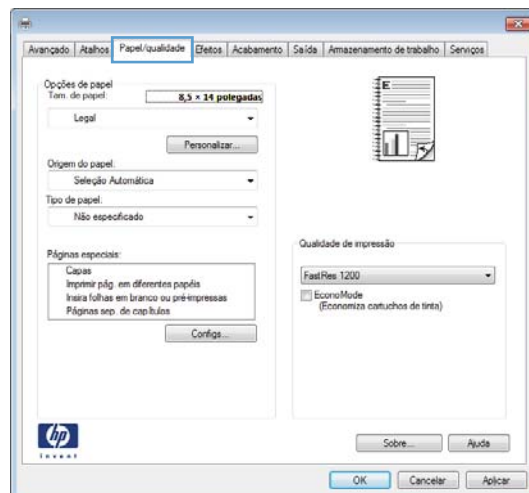 Avançado Atalhos Papel/qualidade Efeitos Acabamento Saída Armazenamento de trabalho Serviços
Opções de papel
Tam. de papel:
8,5 × 14 polegadas
Legal
Personalizar...
Origem do papel:
Seleção Automática
Tipo de papel:
Não especificado
Páginas especiais:
Capas
Imprimir pág. em diferentes papéis
Insira folhas em branco ou pré-impressas
Páginas sep. de capítulos
Configs...
E
Qualidade de impressão
FastRes 1200
EconoMode
(Economiza cartuchos de tinta)
hp
invent
Sobre...
Ajuda
OK
Cancelar
Aplicar